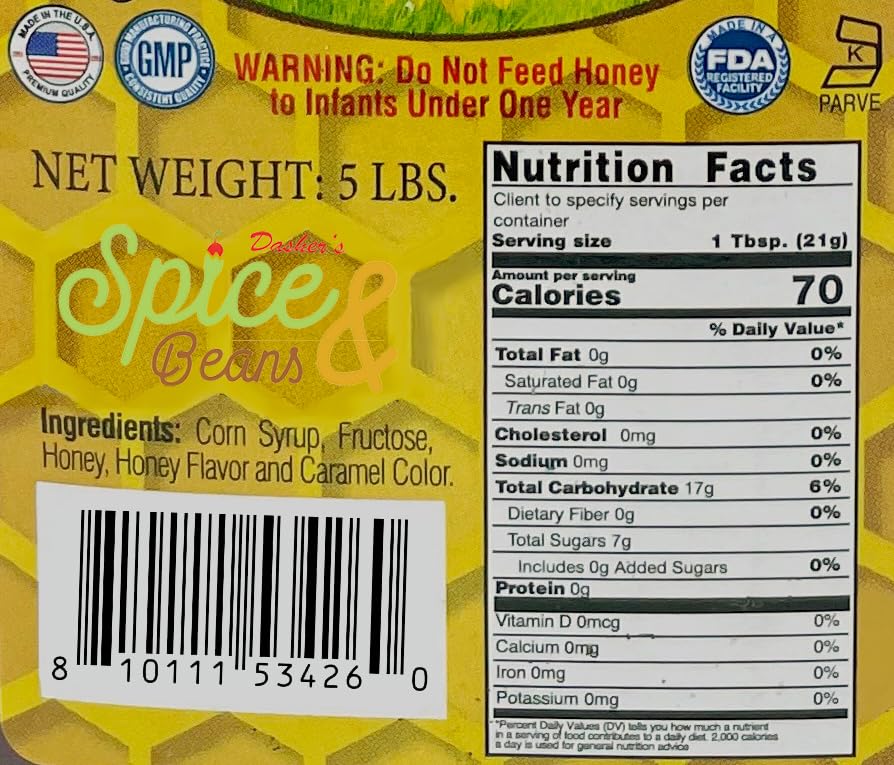 MADE IN THE U.S.A.
PREMIUM QUALITY
GOOD MANUFACTURING PRACTICE
GMP
CONSISTENT QUALITY
WARNING: Do Not Feed Honey
to Infants Under One Year
MADE IN A
FDA
REGISTERED
FACILITY
K
PARVE
NET WEIGHT: 5 LBS.
Dasher's
Spice &
Beans
Ingredients: Corn Syrup, Fructose,
Honey, Honey Flavor and Caramel Color.
8 10111 53426 0
Nutrition Facts
Client to specify servings per
container
Serving size 1 Tbsp. (21g)
Amount per serving
Calories 70
% Daily Value*
Total Fat 0g 0%
Saturated Fat 0g 0%
Trans Fat 0g
Cholesterol 0mg 0%
Sodium 0mg 0%
Total Carbohydrate 17g 6%
Dietary Fiber 0g 0%
Total Sugars 7g
Includes 0g Added Sugars 0%
Protein 0g
Vitamin D 0mcg 0%
Calcium 0mg 0%
Iron 0mg 0%
Potassium 0mg 0%
**Percent Daily Values (DV) tells you how much a nutrient
in a serving of food contributes to a daily diet. 2,000 calories
a day is used for general nutrition advice